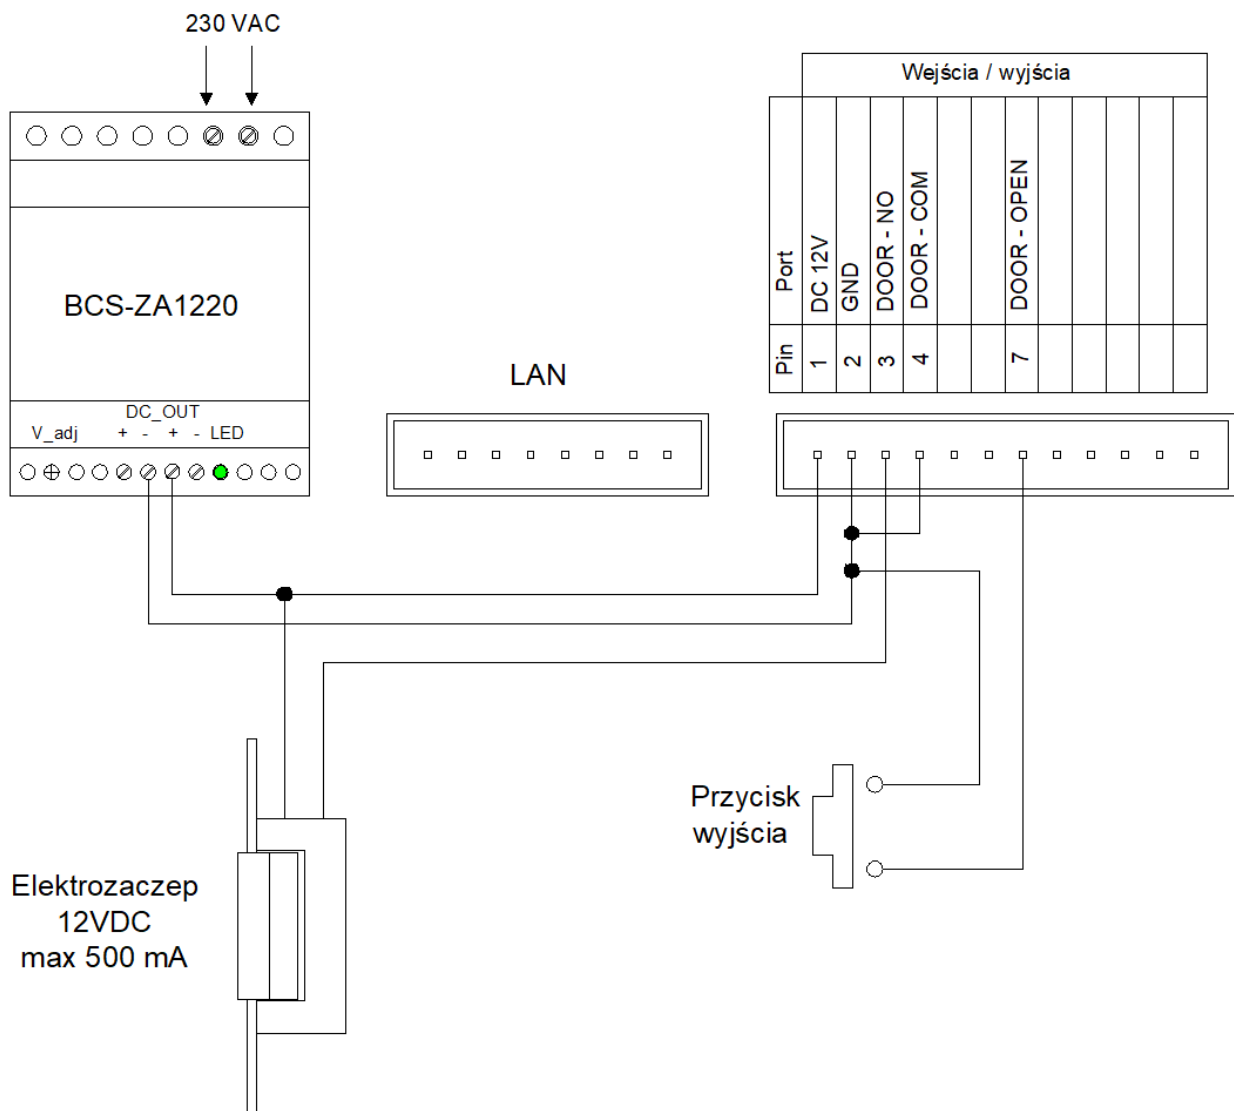 230 VAC
BCS-ZA1220
DC_OUT
V_adj + - + - LED
LAN
Wejścia / wyjścia
Port
DC 12V
GND
DOOR - NO
DOOR - COM
DOOR - OPEN
Pin
1
2
3
4
7
Przycisk
wyjścia
Elektrozaczep
12VDC
max 500 mA